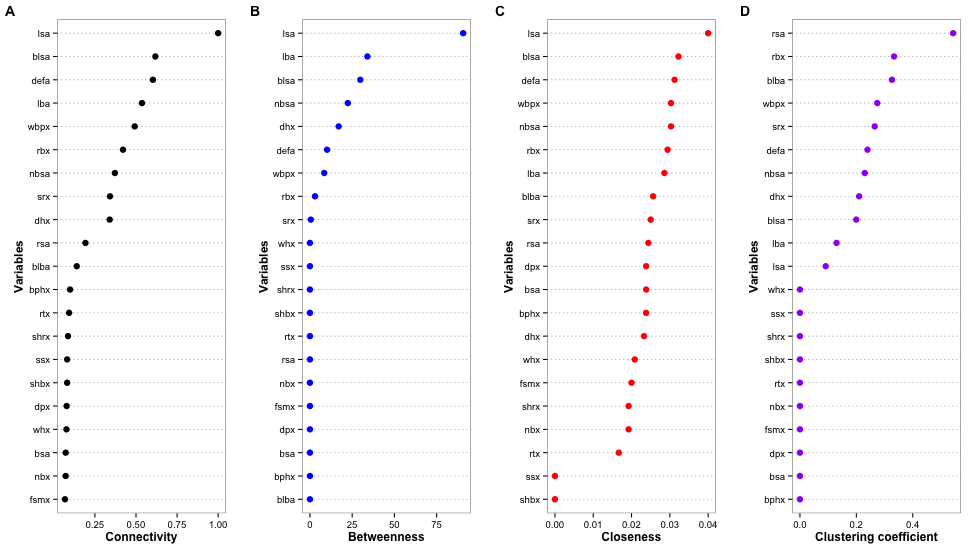 A
Variables
lsa
blsa
defa
lba
wbpx
rbx
nbsa
srx
dhx
rsa
blba
bphx
rtx
shrx
ssx
shbx
dpx
whx
bsa
nbx
fsmx
0.25 0.50 0.75 1.00
Connectivity
B
Variables
lsa
lba
blsa
nbsa
dhx
defa
wbpx
rbx
srx
whx
ssx
shrx
shbx
rtx
rsa
nbx
fsmx
dpx
bsa
bphx
blba
0 25 50 75
Betweenness
C
Variables
lsa
blsa
defa
wbpx
nbsa
rbx
lba
blba
srx
rsa
dpx
bsa
bphx
dhx
whx
fsmx
shrx
nbx
rtx
ssx
shbx
0.00 0.01 0.02 0.03 0.04
Closeness
D
Variables
rsa
rbx
blba
wbpx
srx
defa
nbsa
dhx
blsa
lba
lsa
whx
ssx
shrx
shbx
rtx
nbx
fsmx
dpx
bsa
bphx
0.0 0.2 0.4
Clustering coefficient